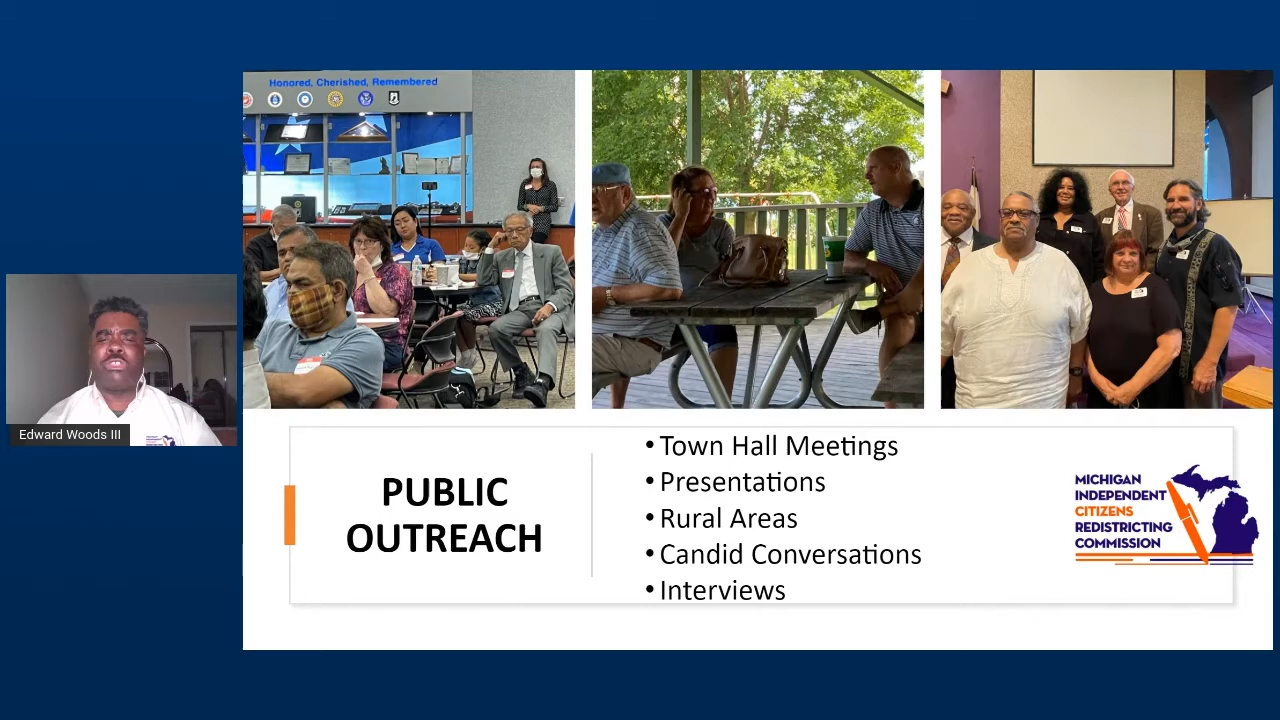 Honored, Cherished, Remembered
Edward Woods III
PUBLIC
OUTREACH
• Town Hall Meetings
• Presentations
• Rural Areas
• Candid Conversations
• Interviews
MICHIGAN
INDEPENDENT
CITIZENS
REDISTRICTING
COMMISSION